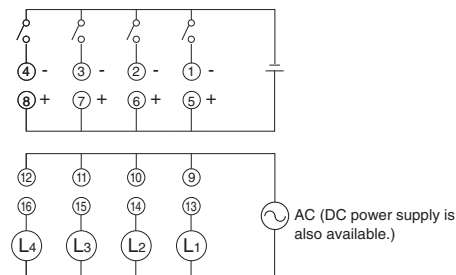 4 - 3 - 2 - 1 -
8 + 7 + 6 + 5 +
12 11 10 9
16 15 14 13
L4 L3 L2 L1
AC (DC power supply is
also available.)